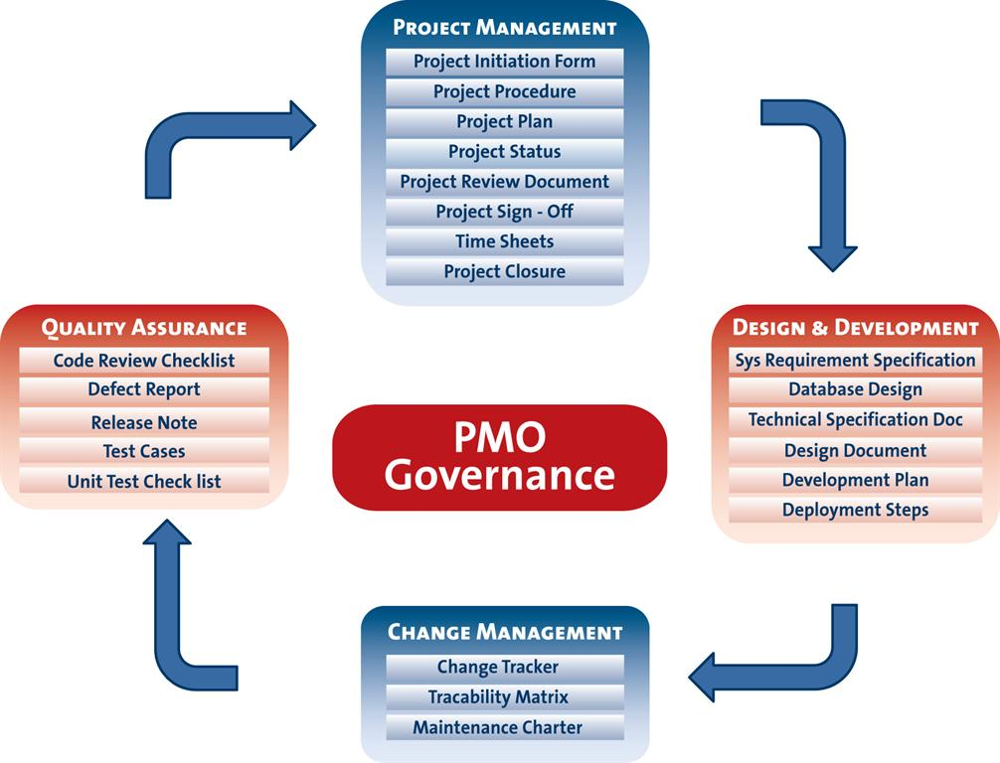 PROJECT MANAGEMENT
Project Initiation Form
Project Procedure
Project Plan
Project Status
Project Review Document
Project Sign - Off
Time Sheets
Project Closure
QUALITY ASSURANCE
Code Review Checklist
Defect Report
Release Note
Test Cases
Unit Test Check list
PMO
Governance
DESIGN & DEVELOPMENT
Sys Requirement Specification
Database Design
Technical Specification Doc
Design Document
Development Plan
Deployment Steps
CHANGE MANAGEMENT
Change Tracker
Tracability Matrix
Maintenance Charter